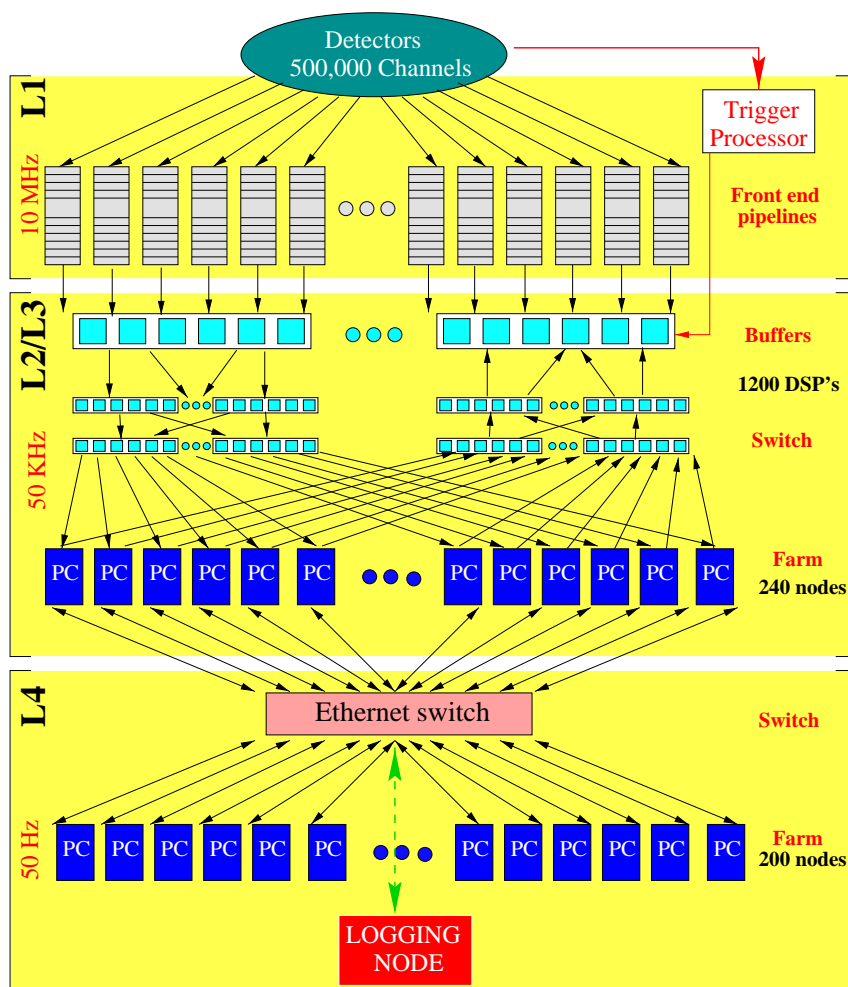 Detectors
500,000 Channels
L1
10 MHz
Trigger
Processor
Front end
pipelines
L2/L3
50 KHz
Buffers
1200 DSP's
Switch
PC PC PC PC PC PC PC PC PC PC PC PC
Farm
240 nodes
L4
50 Hz
Ethernet switch
Switch
PC PC PC PC PC PC PC PC PC PC PC PC
Farm
200 nodes
LOGGING
NODE